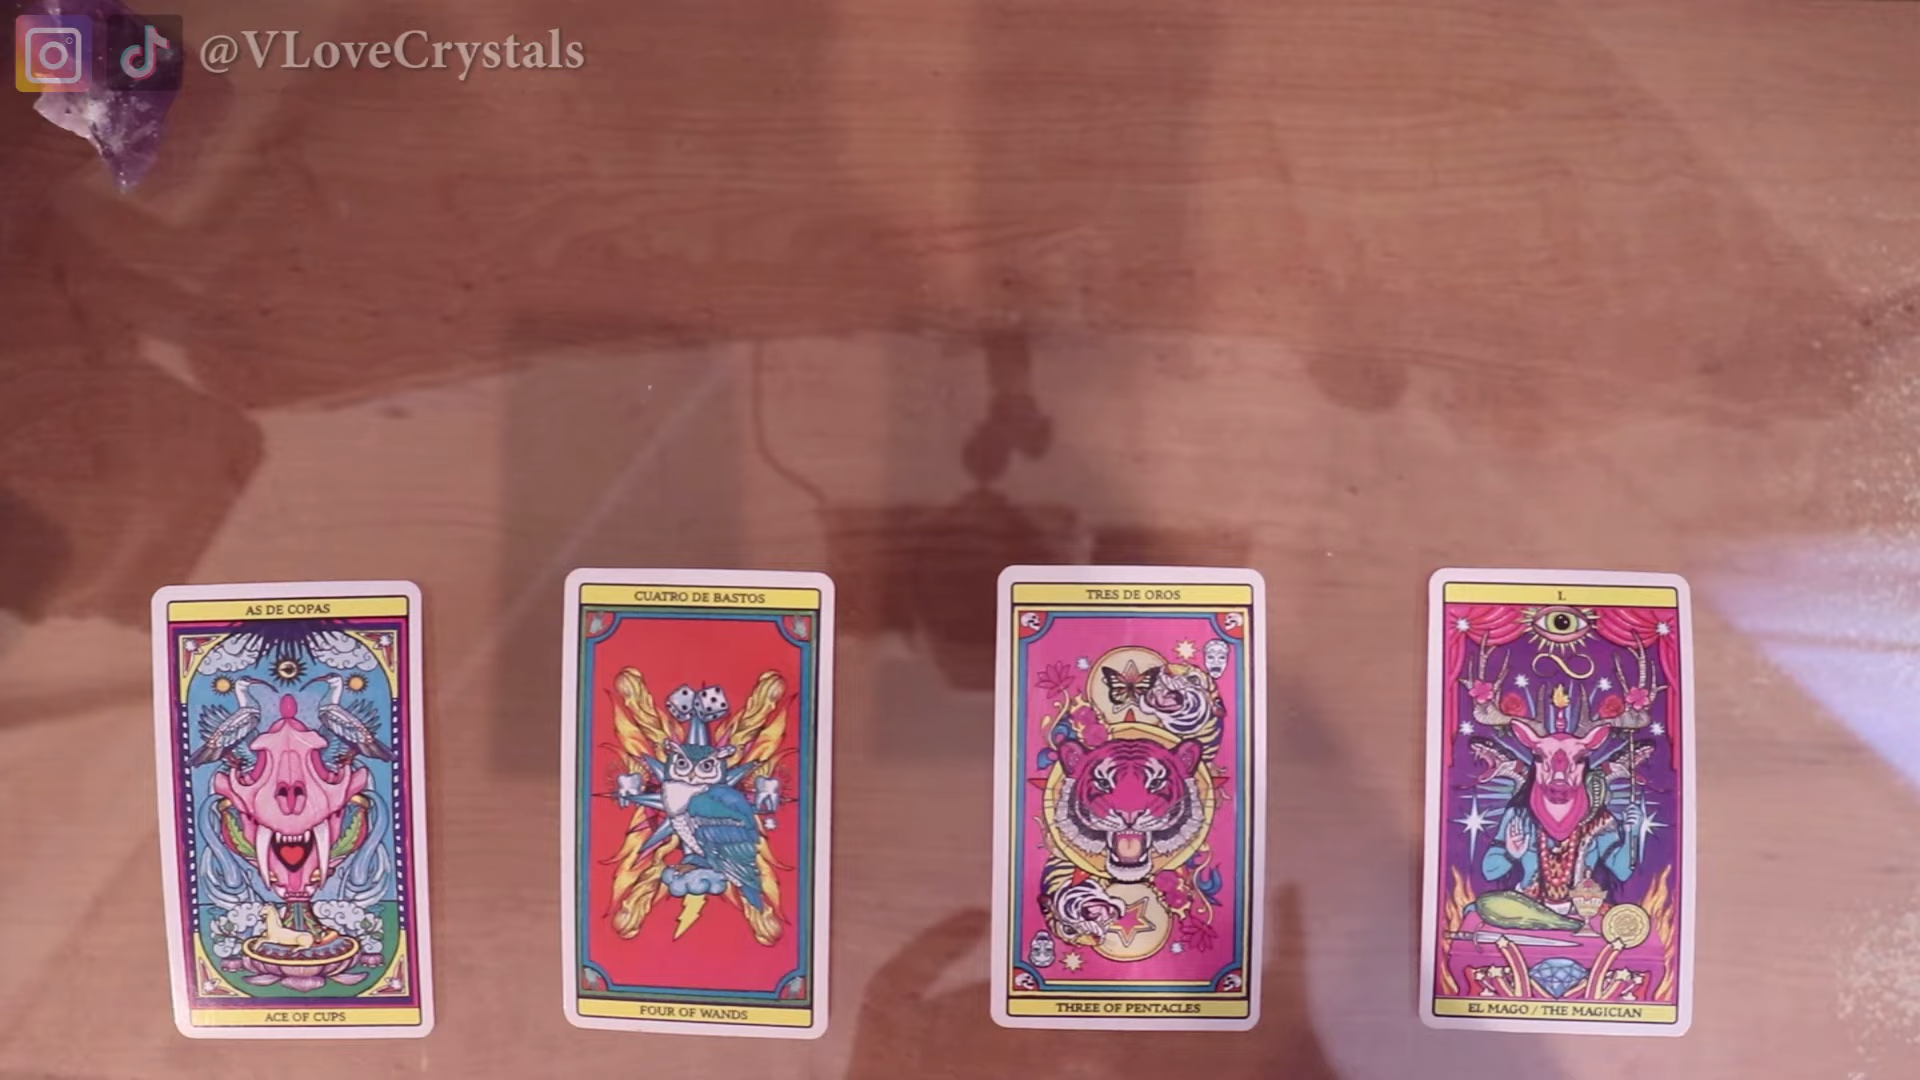 @VLoveCrystals
AS DE COPAS
ACE OF CUPS
CUATRO DE BASTOS
FOUR OF WANDS
TRES DE OROS
THREE OF PENTACLES
I.
EL MAGO / THE MAGICIAN